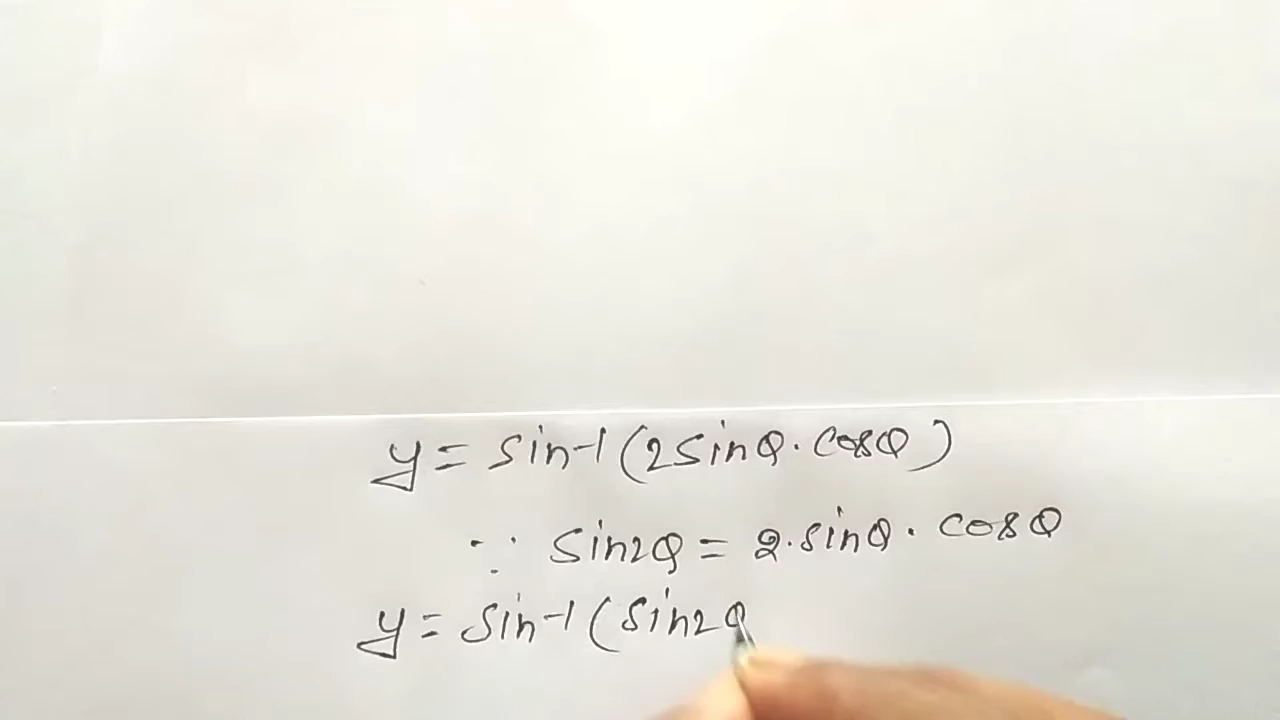 y = sin-1 (2sinθ · cosθ)
∵ sin2θ = 2·sinθ · cosθ
y = sin-1 (sin2θ